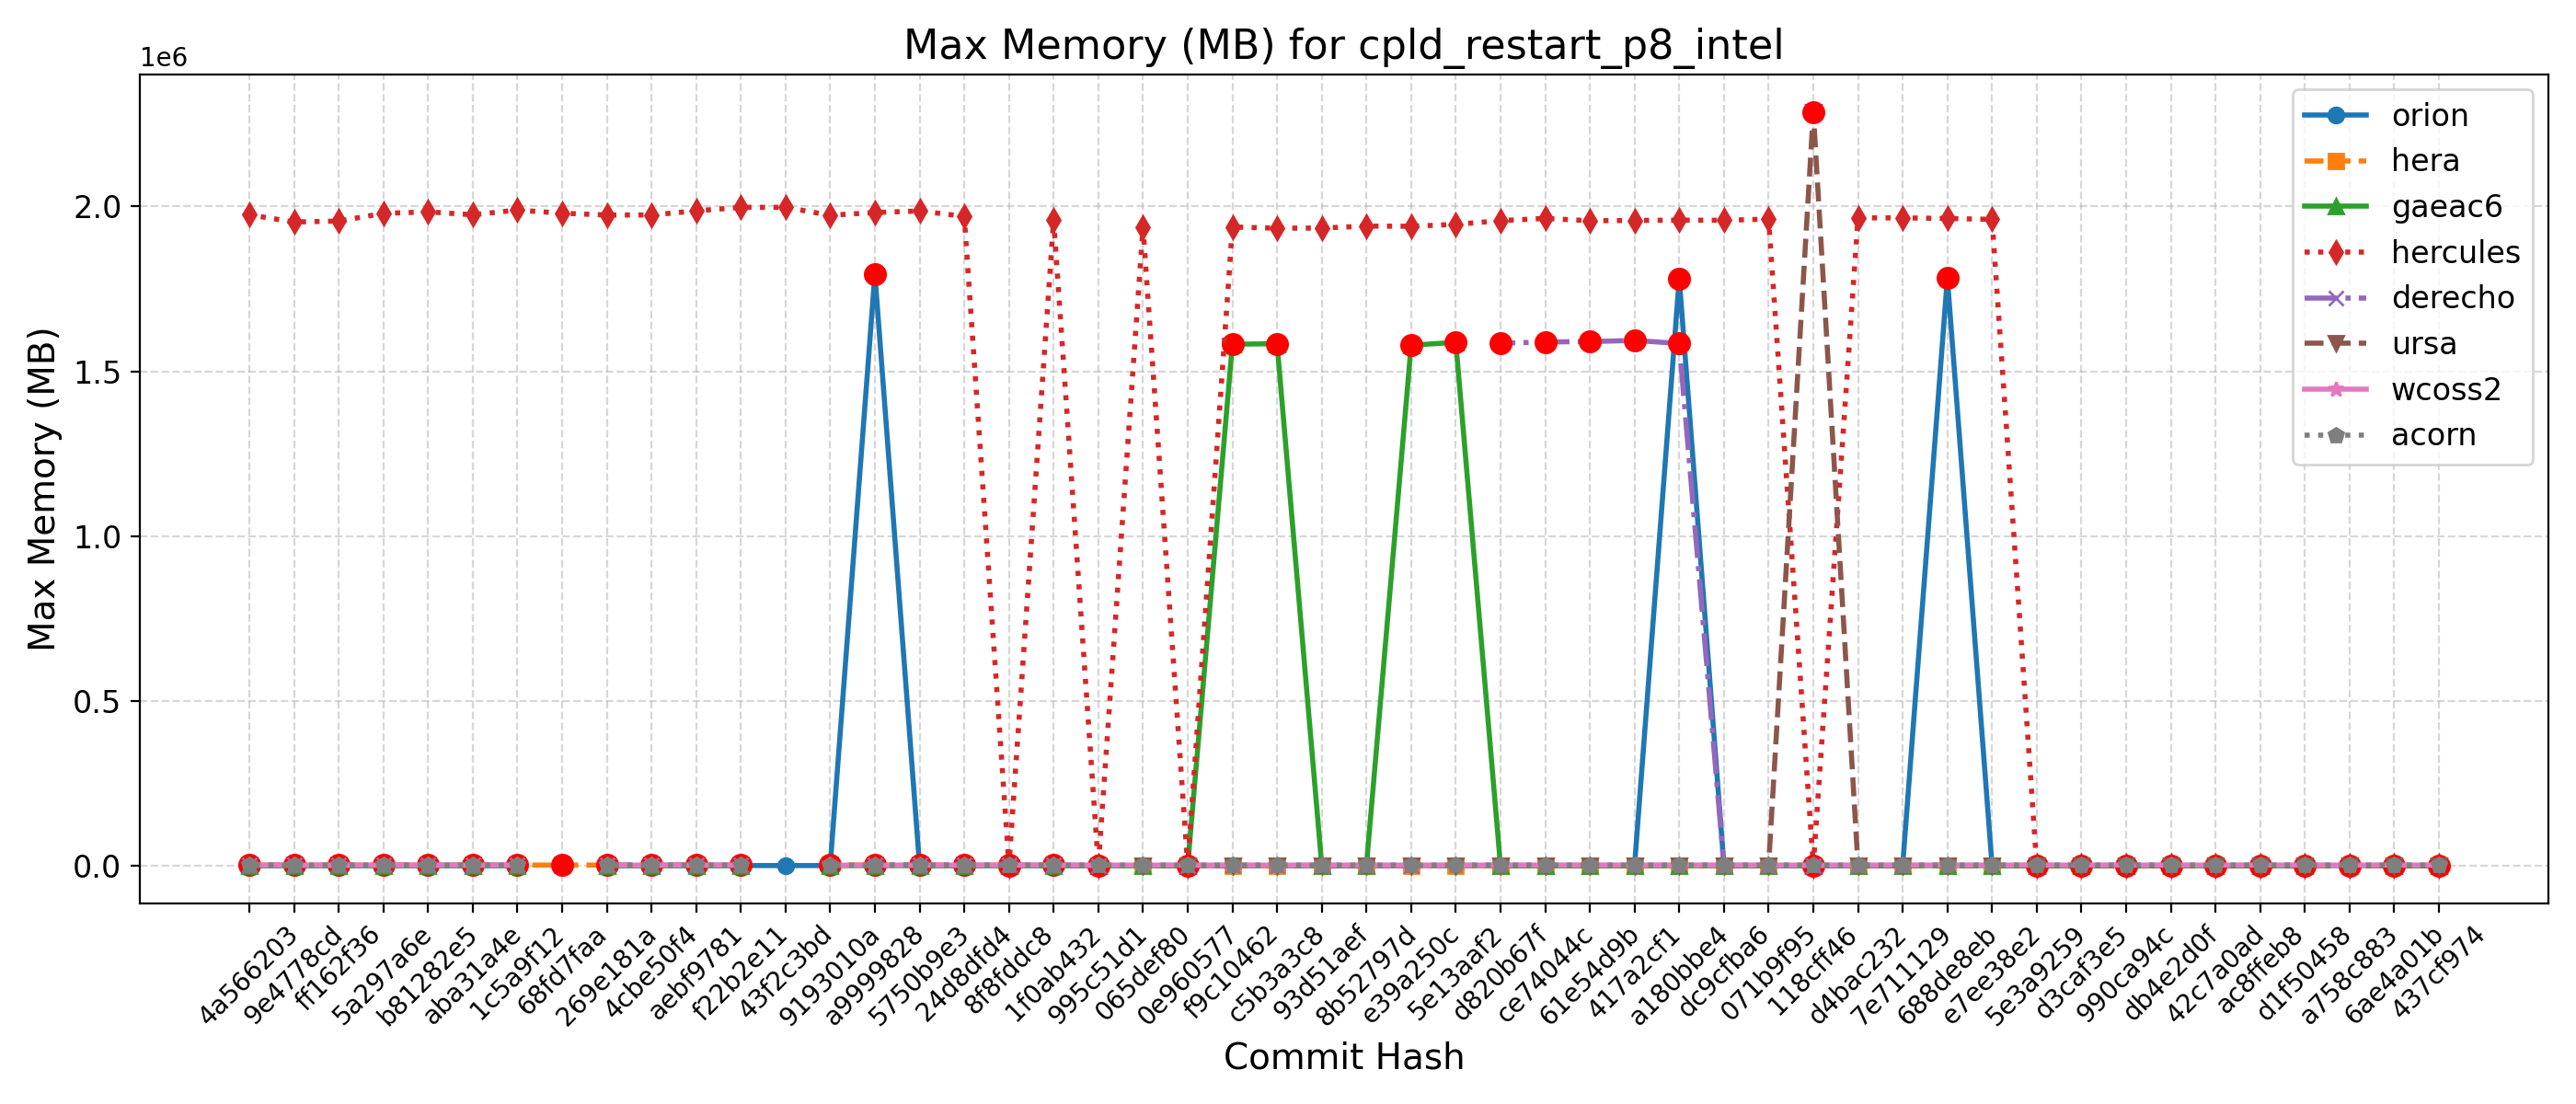 Max Memory (MB) for cpld_restart_p8_intel
1e6
Max Memory (MB)
2.0
1.5
1.0
0.5
0.0
orion
hera
gaeac6
hercules
derecho
ursa
wcoss2
acorn
4a566203
9e4778cd
ff162f36
5a297a6e
b81282e5
aba31a4e
1c5a9f12
68fd7faa
269e181a
4cbe50f4
aebf9781
f22b2e11
43f2c3bd
9193010a
a9999828
5750b9e3
24d8dfd4
8f8fddc8
1f0ab432
995c51d1
065def80
0e960577
f9c10462
c5b3a3c8
93d51aef
8b52797d
e39a250c
5e13aaf2
d820b67f
ce74044c
61e54d9b
417a2cf1
a180bbe4
dc9cfba6
071b9f95
118cff46
d4bac232
7e711129
688de8eb
e7ee38e2
5e3a9259
d3caf3e5
990ca94c
db4e2d0f
42c7a0ad
ac8ffeb8
d1f50458
a758c883
6ae4a01b
437cf974
Commit Hash